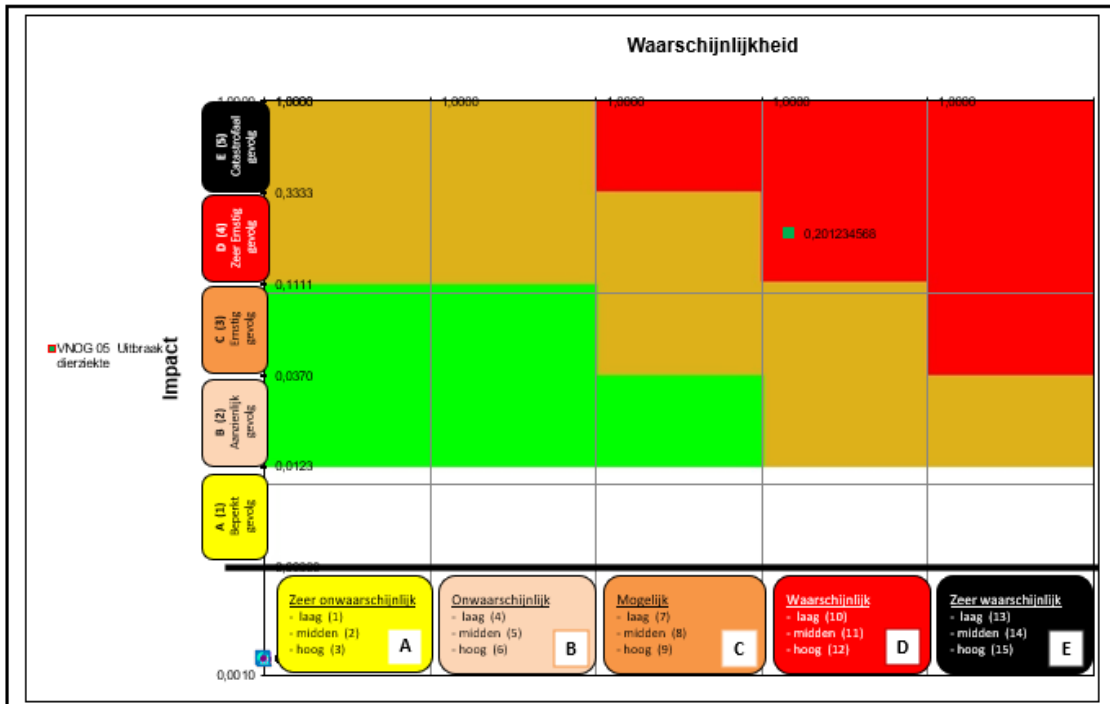 Waarschijnlijkheid
1,0000
1,0000
1,0000
1,0000
E (5)
Catastrofaal
gevolg
0,3333
D (4)
Zeer Ernstig
gevolg
0,201234568
0,1111
C (3)
Ernstig
gevolg
VNOG 05 Uitbraak
dierziekte
Impact
0,0370
B (2)
Aanzienlijk
gevolg
0,0123
A (1)
Beperkt
gevolg
Zeer onwaarschijnlijk
- laag (1)
- midden (2)
- hoog (3)
A
Onwaarschijnlijk
- laag (4)
- midden (5)
- hoog (6)
B
Mogelijk
- laag (7)
- midden (8)
- hoog (9)
C
Waarschijnlijk
- laag (10)
- midden (11)
- hoog (12)
D
Zeer waarschijnlijk
- laag (13)
- midden (14)
- hoog (15)
E
0,0010